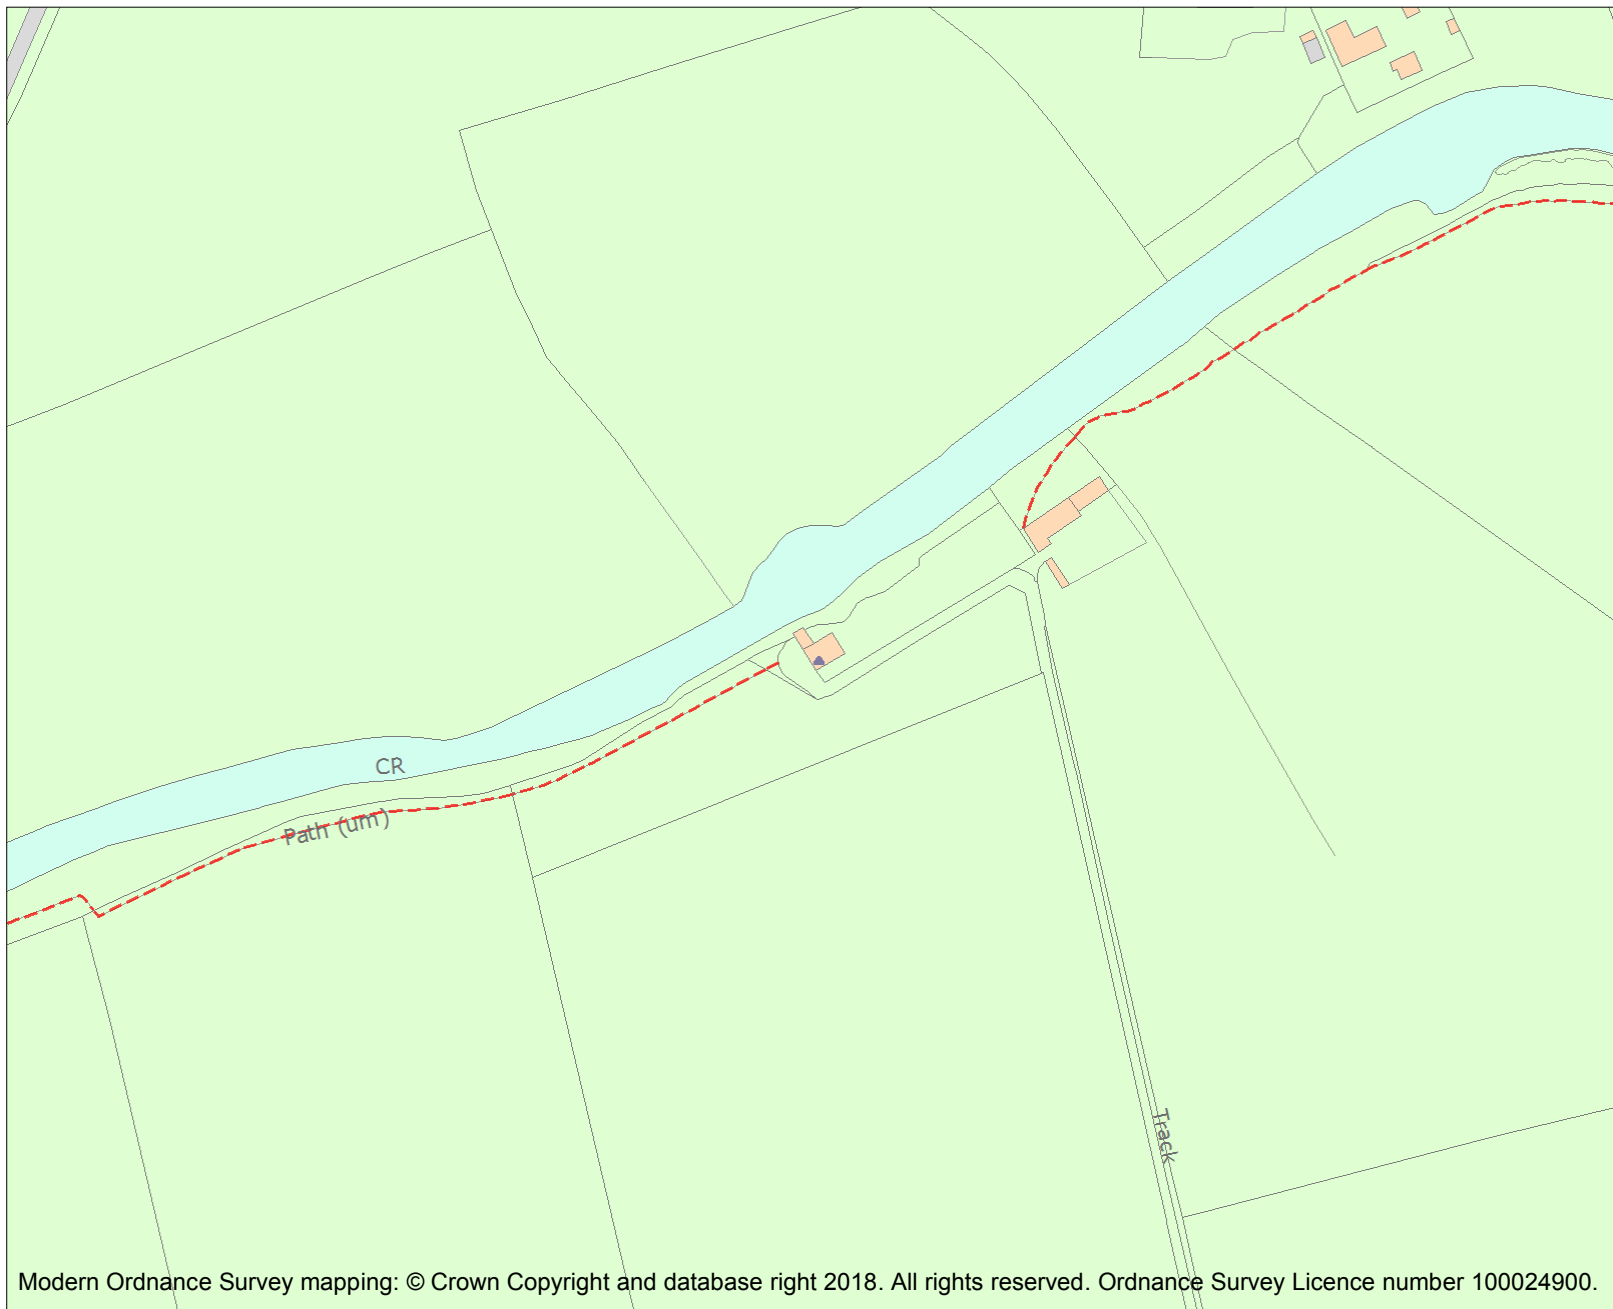 CR
Path (um)
Track
Modern Ordnance Survey mapping: © Crown Copyright and database right 2018. All rights reserved. Ordnance Survey Licence number 100024900.